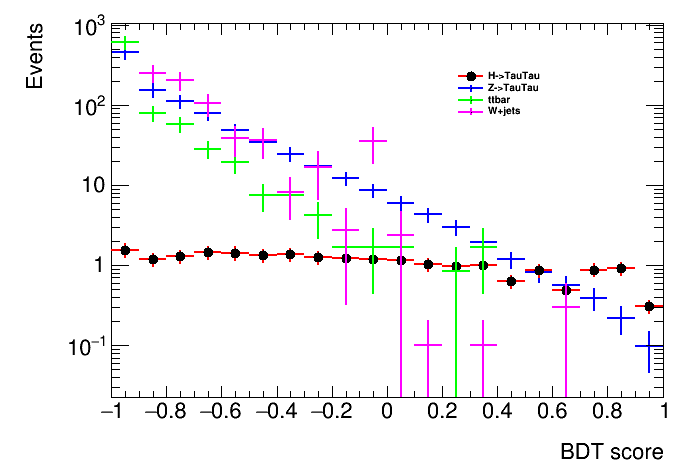 Events
10³
10²
10
1
10⁻¹
H->TauTau
Z->TauTau
ttbar
W+jets
−1 −0.8 −0.6 −0.4 −0.2 0 0.2 0.4 0.6 0.8 1
BDT score